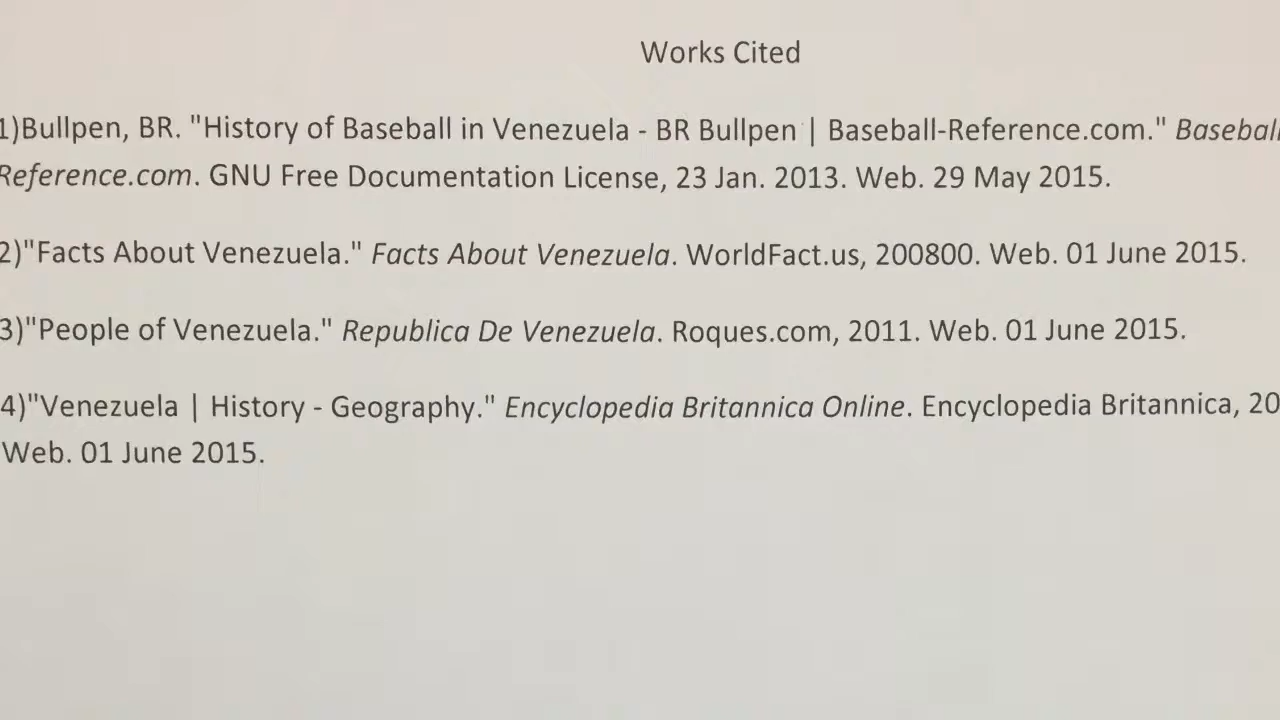 Works Cited
1)Bullpen, BR. "History of Baseball in Venezuela - BR Bullpen | Baseball-Reference.com." Baseball
Reference.com. GNU Free Documentation License, 23 Jan. 2013. Web. 29 May 2015.
2)"Facts About Venezuela." Facts About Venezuela. WorldFact.us, 200800. Web. 01 June 2015.
3)"People of Venezuela." Republica De Venezuela. Roques.com, 2011. Web. 01 June 2015.
4)"Venezuela | History - Geography." Encyclopedia Britannica Online. Encyclopedia Britannica, 20
Web. 01 June 2015.